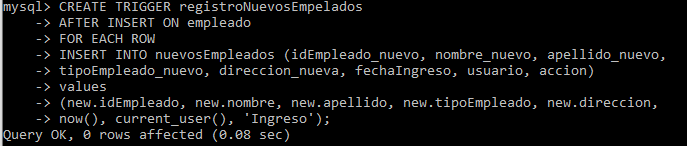 mysql> CREATE TRIGGER registroNuevosEmpelados
-> AFTER INSERT ON empleado
-> FOR EACH ROW
-> INSERT INTO nuevosEmpleados (idEmpleado_nuevo, nombre_nuevo, apellido_nuevo,
-> tipoEmpleado_nuevo, direccion_nueva, fechaIngreso, usuario, accion)
-> values
-> (new.idEmpleado, new.nombre, new.apellido, new.tipoEmpleado, new.direccion,
-> now(), current_user(), 'Ingreso');
Query OK, 0 rows affected (0.08 sec)